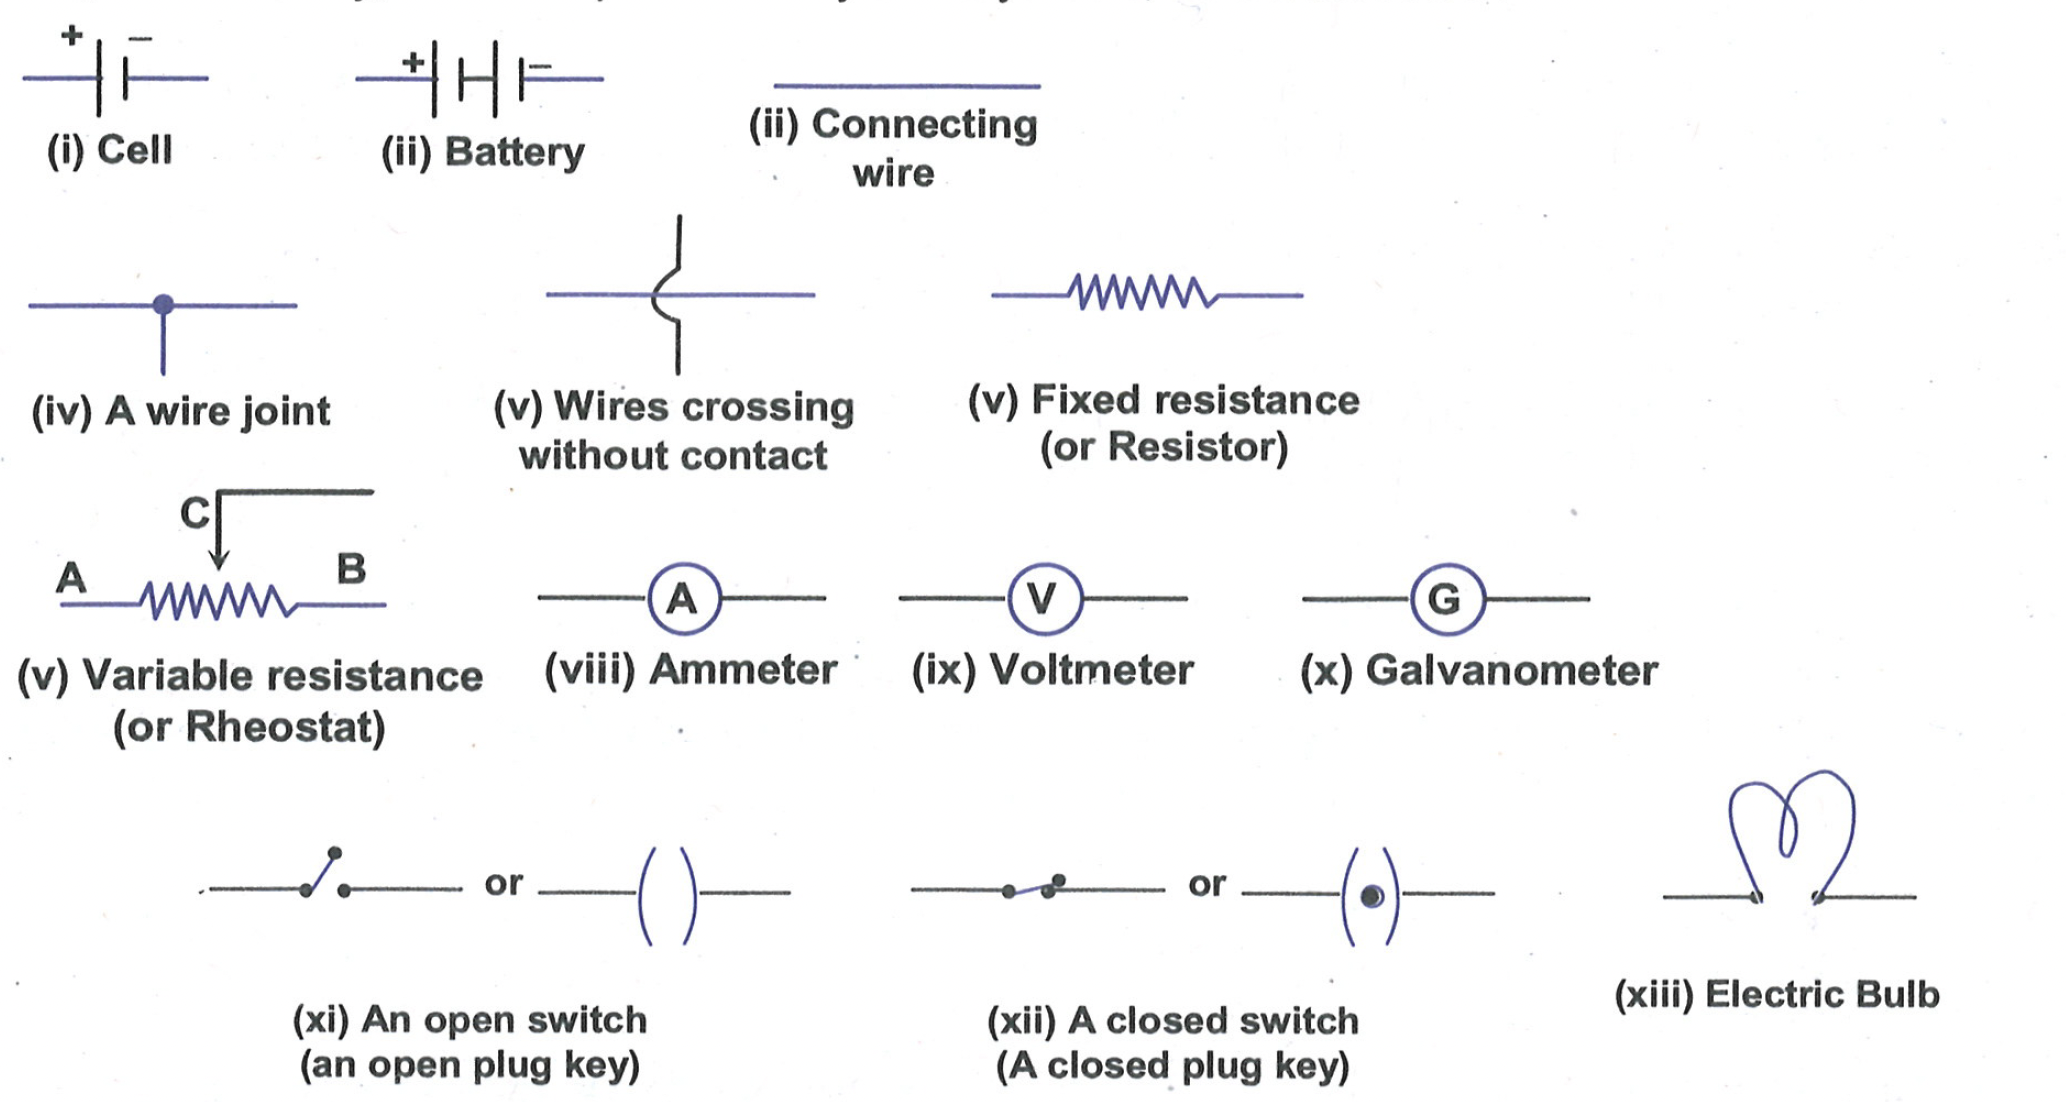 + −
(i) Cell
+ −
(ii) Battery
(ii) Connecting
wire
(iv) A wire joint
(v) Wires crossing
without contact
(v) Fixed resistance
(or Resistor)
C
A
B
(v) Variable resistance
(or Rheostat)
A
(viii) Ammeter
V
(ix) Voltmeter
G
(x) Galvanometer
or
(xi) An open switch
(an open plug key)
or
(xii) A closed switch
(A closed plug key)
(xiii) Electric Bulb